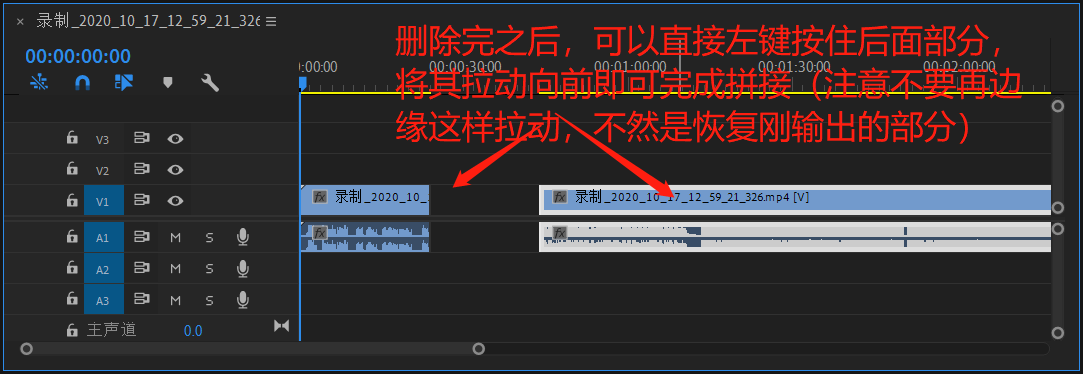 × 录制_2020_10_17_12_59_21_326 ≡
00:00:00:00
:00:00
00:00:30:00
00:01:00:00
00:01:30:00
00:02:00:00
删除完之后，可以直接左键按住后面部分，
将其拉动向前即可完成拼接（注意不要再边
缘这样拉动，不然是恢复刚输出的部分）
V3
V2
V1
fx 录制_2020_10_
fx 录制_2020_10_17_12_59_21_326.mp4 [V]
A1 M S
fx
fx
A2 M S
A3 M S
主声道 0.0